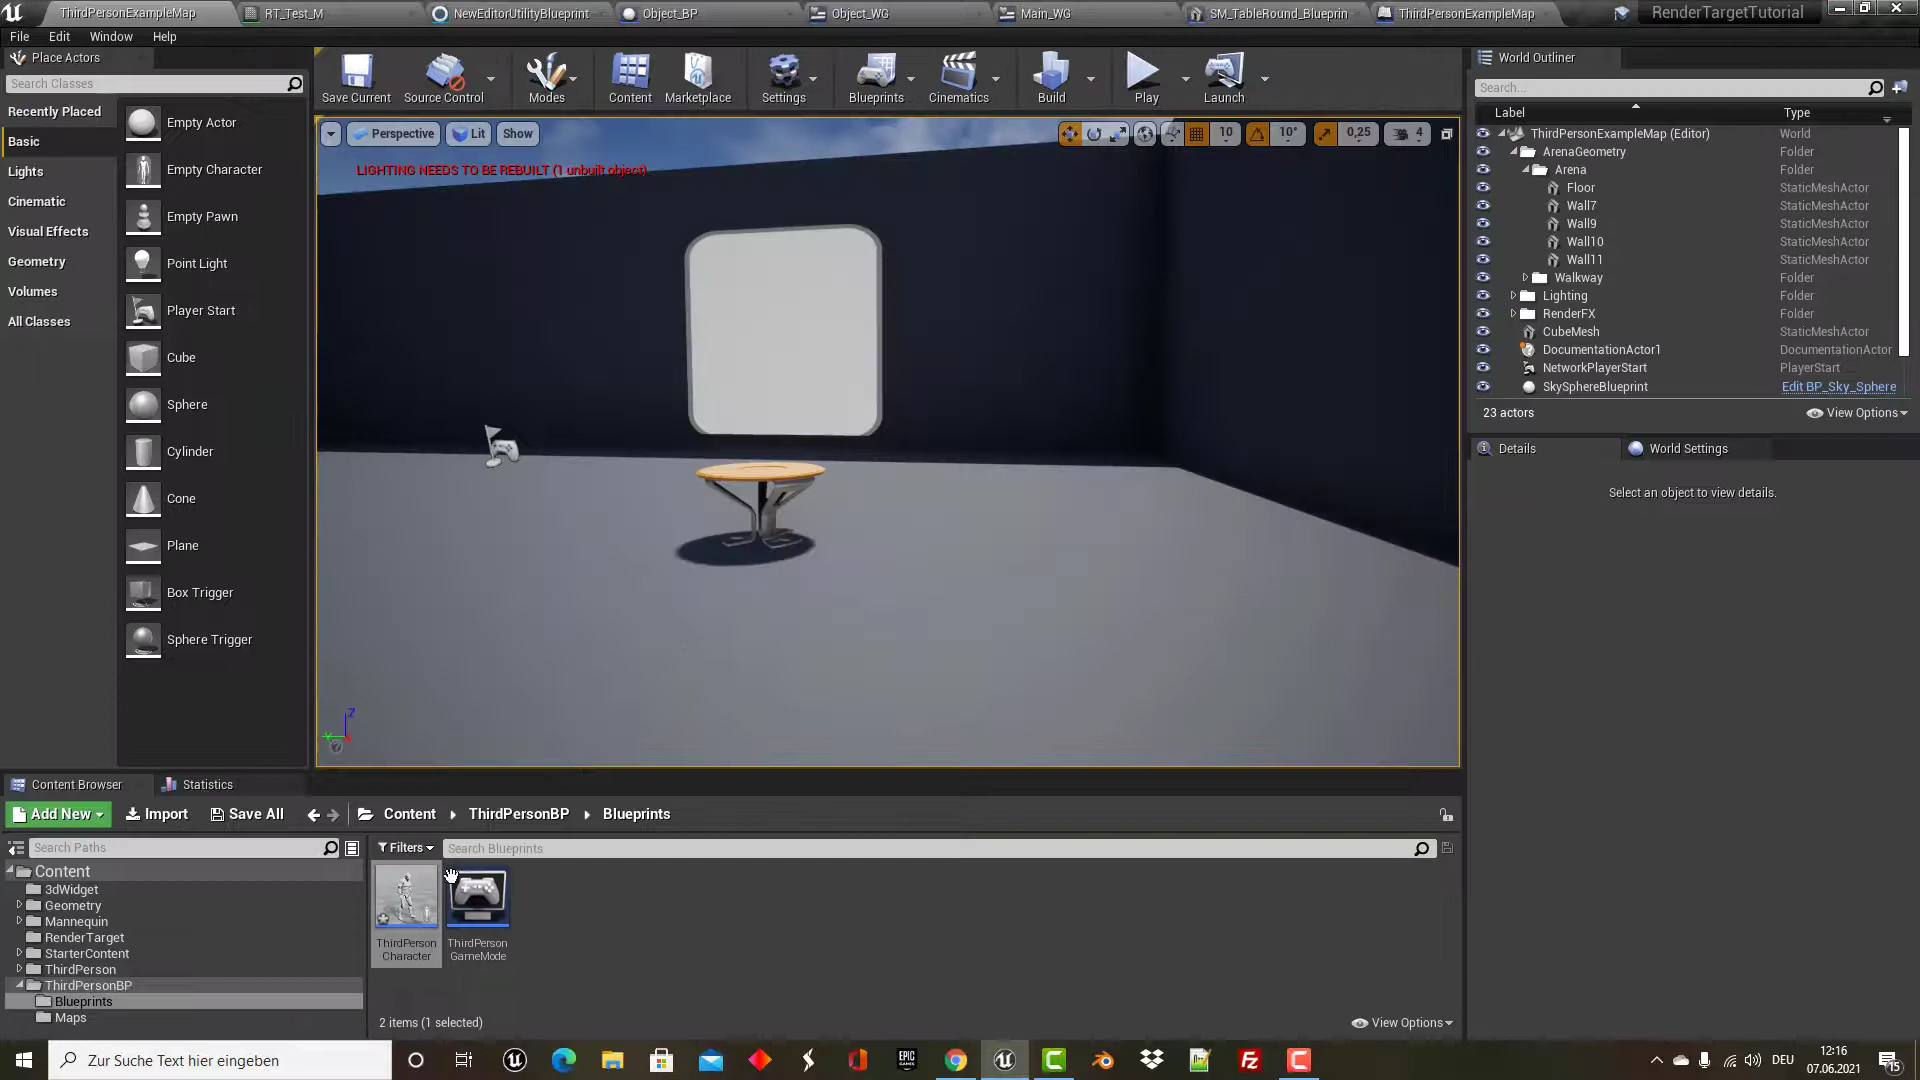 ThirdPersonExampleMap
RT_Test_M
NewEditorUtilityBlueprint
Object_BP
Object_WG
Main_WG
SM_TableRound_Blueprin
ThirdPersonExampleMap
RenderTargetTutorial
File Edit Window Help
Place Actors
Search Classes
Recently Placed
Basic
Lights
Cinematic
Visual Effects
Geometry
Volumes
All Classes
Empty Actor
Empty Character
Empty Pawn
Point Light
Player Start
Cube
Sphere
Cylinder
Cone
Plane
Box Trigger
Sphere Trigger
Save Current
Source Control
Modes
Content
Marketplace
Settings
Blueprints
Cinematics
Build
Play
Launch
Perspective
Lit
Show
10
10°
0,25
4
LIGHTING NEEDS TO BE REBUILT (1 unbuilt object)
Z
World Outliner
Search...
Label Type
ThirdPersonExampleMap (Editor) World
ArenaGeometry Folder
Arena Folder
Floor StaticMeshActor
Wall7 StaticMeshActor
Wall9 StaticMeshActor
Wall10 StaticMeshActor
Wall11 StaticMeshActor
Walkway Folder
Lighting Folder
RenderFX Folder
CubeMesh StaticMeshActor
DocumentationActor1 DocumentationActor
NetworkPlayerStart PlayerStart
SkySphereBlueprint Edit BP_Sky_Sphere
23 actors
View Options
Details
World Settings
Select an object to view details.
Content Browser
Statistics
Add New
Import
Save All
Content
ThirdPersonBP
Blueprints
Search Paths
Filters
Search Blueprints
Content
3dWidget
Geometry
Mannequin
RenderTarget
StarterContent
ThirdPerson
ThirdPersonBP
Blueprints
Maps
ThirdPerson
Character
ThirdPerson
GameMode
2 items (1 selected)
View Options
Zur Suche Text hier eingeben
EPIC
GAMES
DEU
12:16
07.06.2021
15